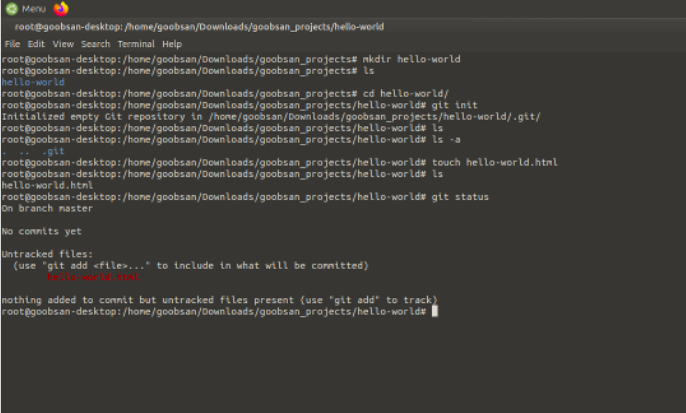 Menu
root@goobsan-desktop: /home/goobsan/Downloads/goobsan_projects/hello-world
File Edit View Search Terminal Help
root@goobsan-desktop:/home/goobsan/Downloads/goobsan_projects# mkdir hello-world
root@goobsan-desktop:/home/goobsan/Downloads/goobsan_projects# ls
hello-world
root@goobsan-desktop:/home/goobsan/Downloads/goobsan_projects# cd hello-world/
root@goobsan-desktop:/home/goobsan/Downloads/goobsan_projects/hello-world# git init
Initialized empty Git repository in /home/goobsan/Downloads/goobsan_projects/hello-world/.git/
root@goobsan-desktop:/home/goobsan/Downloads/goobsan_projects/hello-world# ls
root@goobsan-desktop:/home/goobsan/Downloads/goobsan_projects/hello-world# ls -a
. .. .git
root@goobsan-desktop:/home/goobsan/Downloads/goobsan_projects/hello-world# touch hello-world.html
root@goobsan-desktop:/home/goobsan/Downloads/goobsan_projects/hello-world# ls
hello-world.html
root@goobsan-desktop:/home/goobsan/Downloads/goobsan_projects/hello-world# git status
On branch master
No commits yet
Untracked files:
(use "git add <file>..." to include in what will be committed)
hello-world.html
nothing added to commit but untracked files present (use "git add" to track)
root@goobsan-desktop:/home/goobsan/Downloads/goobsan_projects/hello-world#